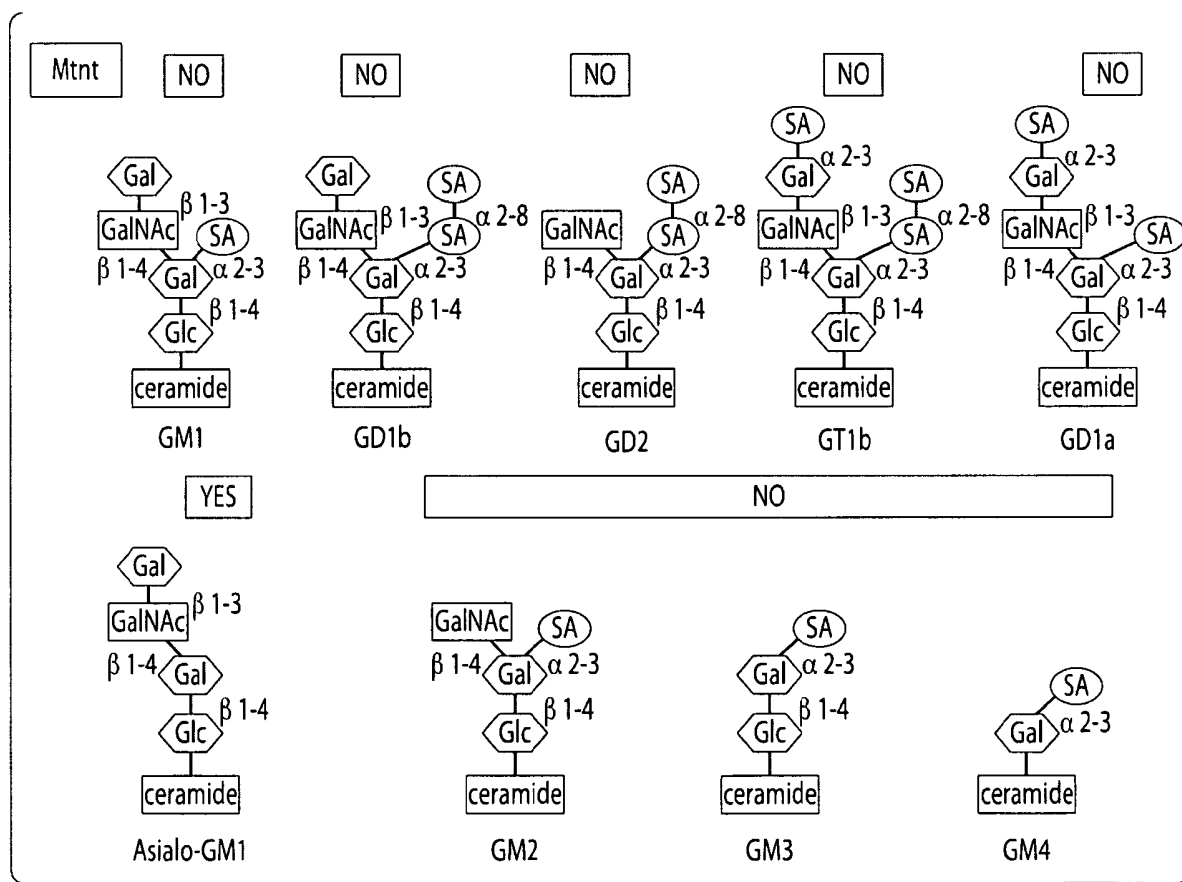 Mtnt NO NO NO NO NO
SA SA
Gal Gal SA SA α 2-3 Gal SA α 2-3 Gal
β 1-3 GalNAc SA β 1-3 GalNAc SA α 2-8 GalNAc SA α 2-8 β 1-3 GalNAc SA α 2-8 β 1-3 GalNAc SA
β 1-4 Gal α 2-3 β 1-4 Gal α 2-3 β 1-4 Gal α 2-3 β 1-4 Gal α 2-3 β 1-4 Gal α 2-3
Glc β 1-4 Glc β 1-4 Glc β 1-4 Glc β 1-4 Glc β 1-4
ceramide ceramide ceramide ceramide ceramide
GM1 GD1b GD2 GT1b GD1a
YES NO
Gal
GalNAc β 1-3 GalNAc SA SA
β 1-4 Gal β 1-4 Gal α 2-3 Gal α 2-3 SA
Glc β 1-4 Glc β 1-4 Glc β 1-4 Gal α 2-3
ceramide ceramide ceramide ceramide
Asialo-GM1 GM2 GM3 GM4